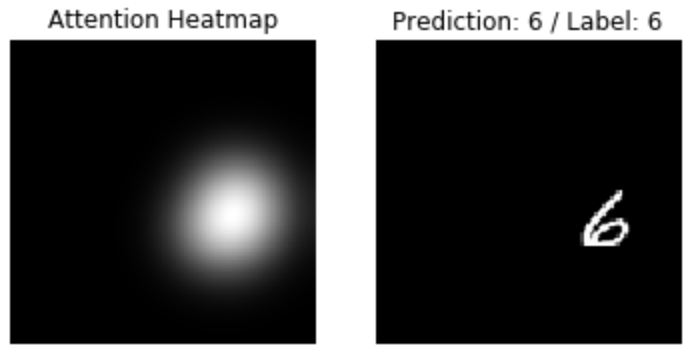 Attention Heatmap
Prediction: 6 / Label: 6
6